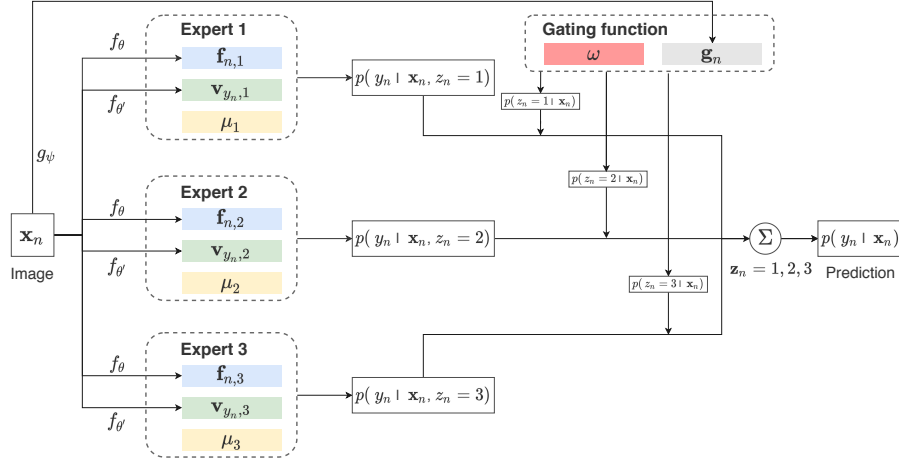 Expert 1
f_θ
f_{n,1}
f_{θ′}
v_{y_n,1}
μ_1
p( y_n | x_n, z_n = 1)
Gating function
ω
g_n
p( z_n = 1 | x_n)
g_ψ
p( z_n = 2 | x_n)
Expert 2
f_θ
f_{n,2}
f_{θ′}
v_{y_n,2}
μ_2
x_n
Image
p( y_n | x_n, z_n = 2)
Σ
z_n = 1, 2, 3
p( y_n | x_n)
Prediction
p( z_n = 3 | x_n)
Expert 3
f_θ
f_{n,3}
f_{θ′}
v_{y_n,3}
μ_3
p( y_n | x_n, z_n = 3)